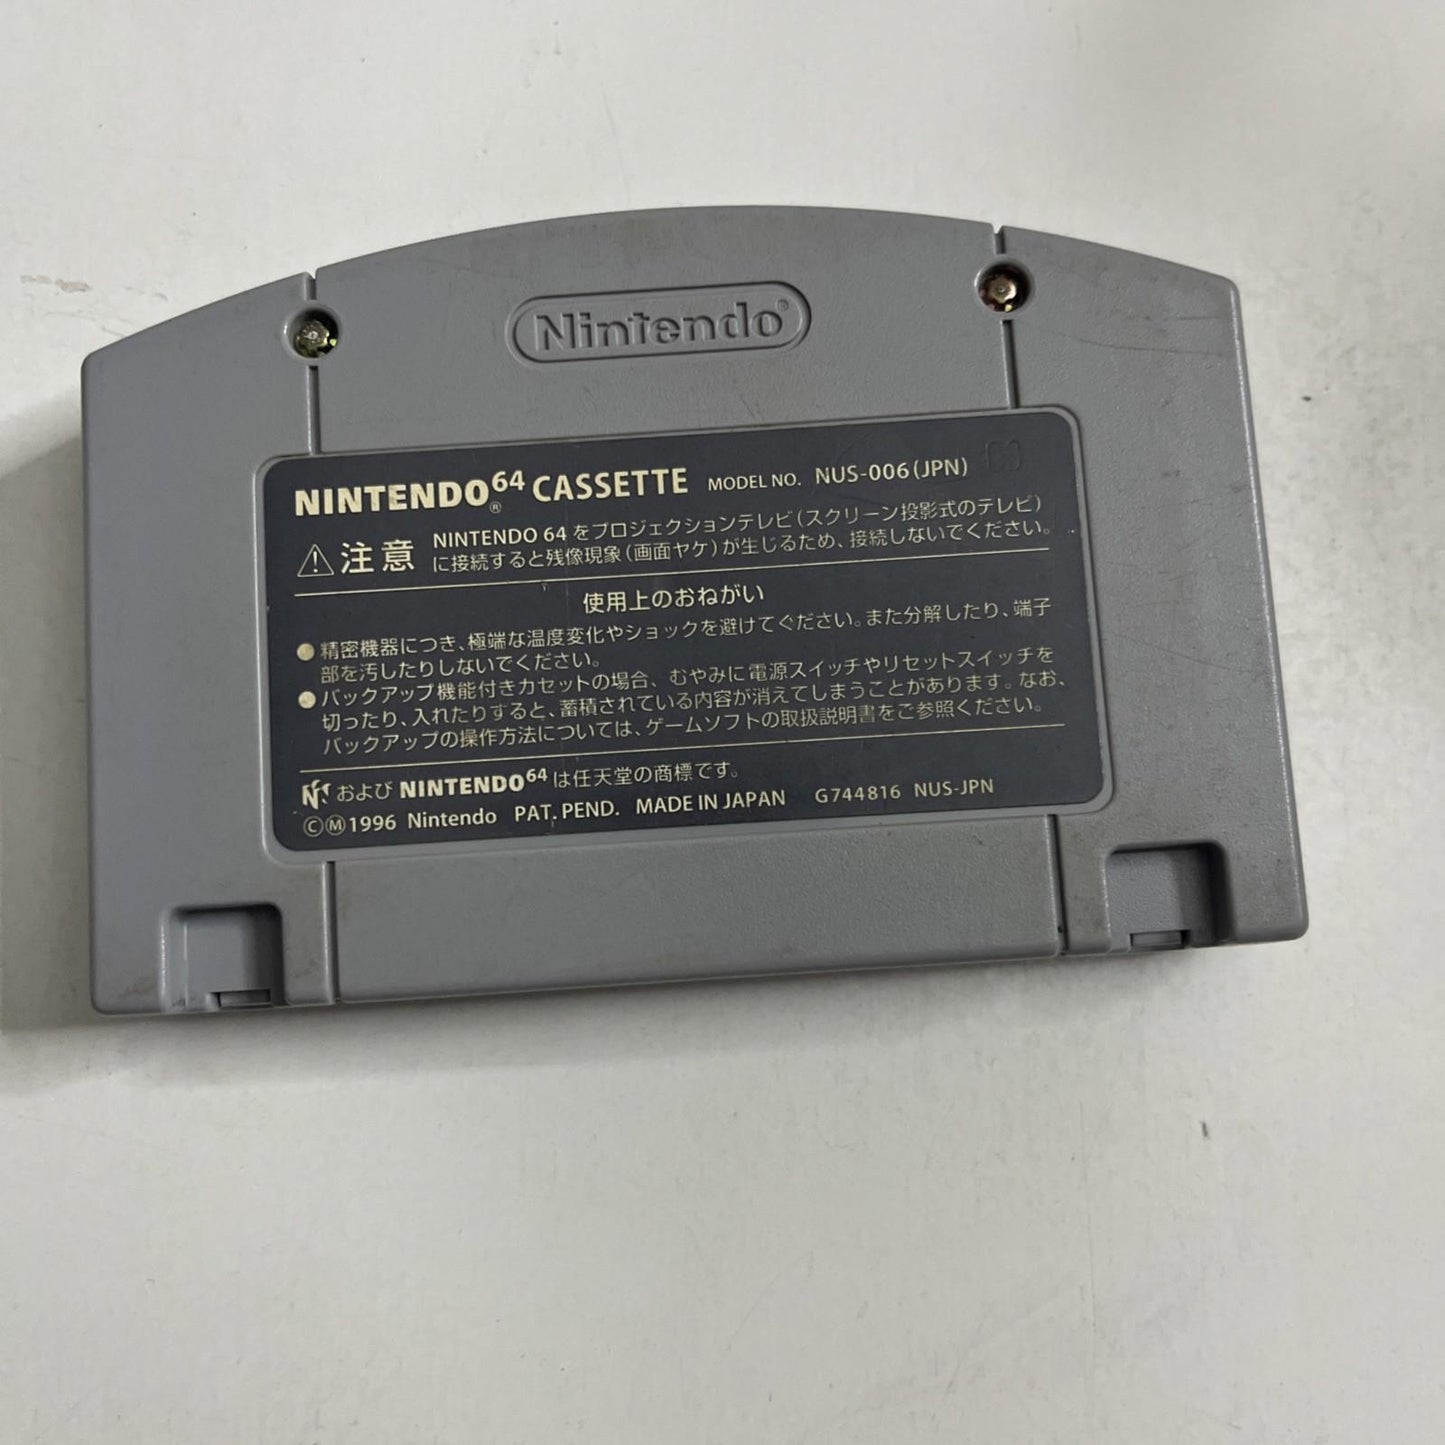 Nintendo®
NINTENDO®64 CASSETTE MODEL NO. NUS-006(JPN)
注意 NINTENDO 64 をプロジェクションテレビ(スクリーン投影式のテレビ)
に接続すると残像現象(画面ヤケ)が生じるため、接続しないでください。
使用上のおねがい
●精密機器につき、極端な温度変化やショックを避けてください。また分解したり、端子
部を汚したりしないでください。
●バックアップ機能付きカセットの場合、むやみに電源スイッチやリセットスイッチを
切ったり、入れたりすると、蓄積されている内容が消えてしまうことがあります。なお、
バックアップの操作方法については、ゲームソフトの取扱説明書をご参照ください。
および NINTENDO64 は任天堂の商標です。
ⒸⓂ1996 Nintendo PAT. PEND. MADE IN JAPAN G744816 NUS-JPN